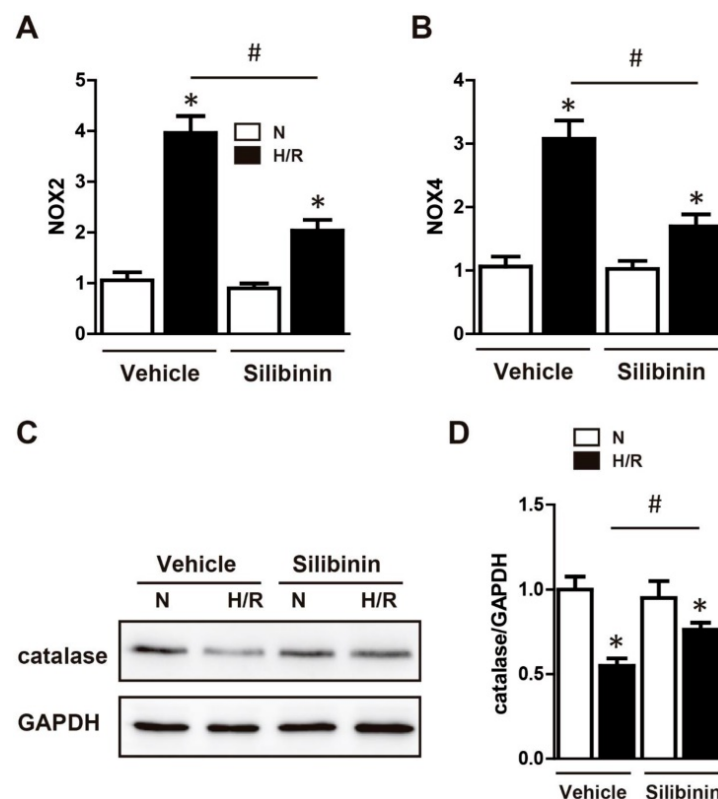 A
#
5
4
3
2
1
0
NOX2
*
*
N
H/R
Vehicle Silibinin
B
#
4
3
2
1
0
NOX4
*
*
Vehicle Silibinin
C
Vehicle Silibinin
N H/R N H/R
catalase
GAPDH
D
N
H/R
#
1.5
1.0
0.5
0.0
catalase/GAPDH
*
*
Vehicle Silibinin